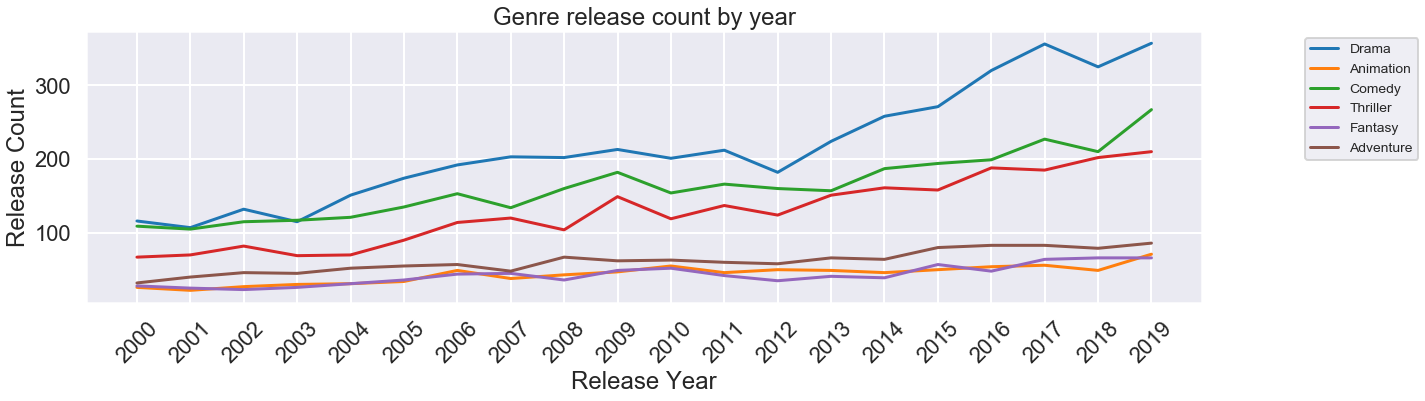 Genre release count by year
Release Count
300
200
100
2000
2001
2002
2003
2004
2005
2006
2007
2008
2009
2010
2011
2012
2013
2014
2015
2016
2017
2018
2019
Release Year
Drama
Animation
Comedy
Thriller
Fantasy
Adventure